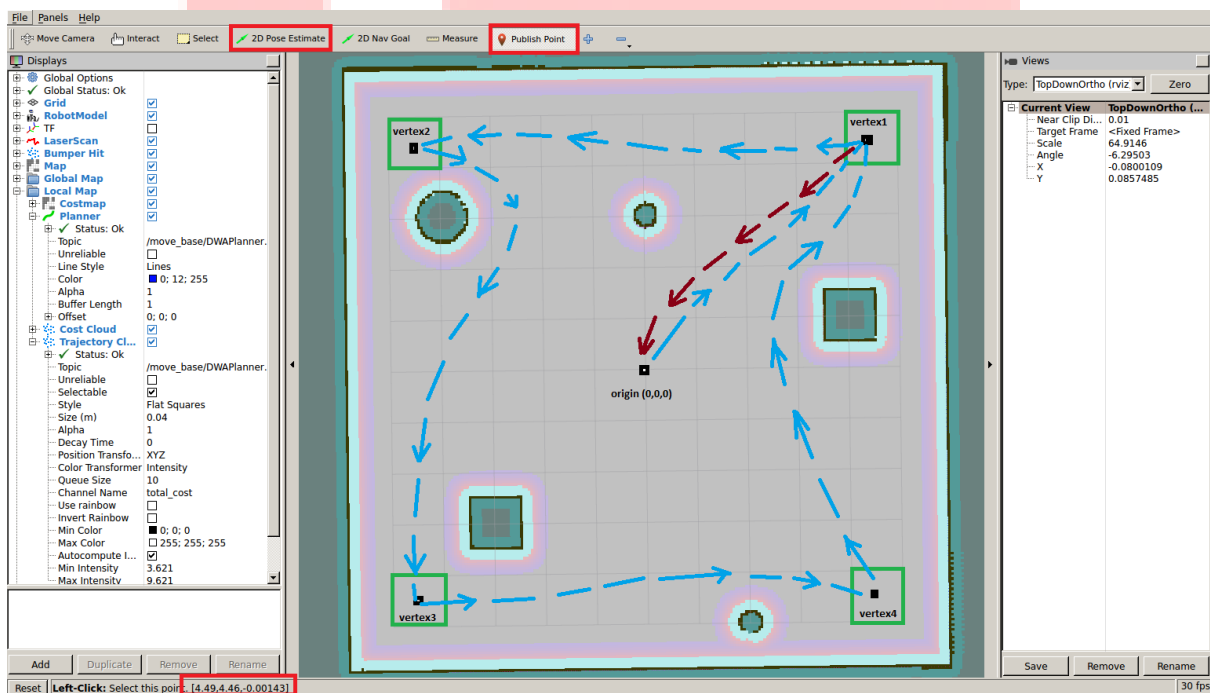 File Panels Help
Move Camera Interact Select 2D Pose Estimate 2D Nav Goal Measure Publish Point
Displays
Global Options
Global Status: Ok
Grid
RobotModel
TF
LaserScan
Bumper Hit
Map
Global Map
Local Map
Costmap
Planner
Status: Ok
Topic /move_base/DWAPlanner.
Unreliable
Line Style Lines
Color 0; 12; 255
Alpha 1
Buffer Length 1
Offset 0; 0; 0
Cost Cloud
Trajectory Cl...
Status: Ok
Topic /move_base/DWAPlanner.
Unreliable
Selectable
Style Flat Squares
Size (m) 0.04
Alpha 1
Decay Time 0
Position Transfo... XYZ
Color Transformer Intensity
Queue Size 10
Channel Name total_cost
Use rainbow
Invert Rainbow
Min Color 0; 0; 0
Max Color 255; 255; 255
Autocompute I...
Min Intensity 3.621
Max Intensity 9.621
Add Duplicate Remove Rename
Reset Left-Click: Select this point. [4.49,4.46,-0.00143]
vertex2
vertex1
origin (0,0,0)
vertex3
vertex4
Views
Type: TopDownOrtho (rviz Zero
Current View TopDownOrtho (...
Near Clip Di... 0.01
Target Frame <Fixed Frame>
Scale 64.9146
Angle -6.29503
X -0.0800109
Y 0.0857485
Save Remove Rename
30 fps